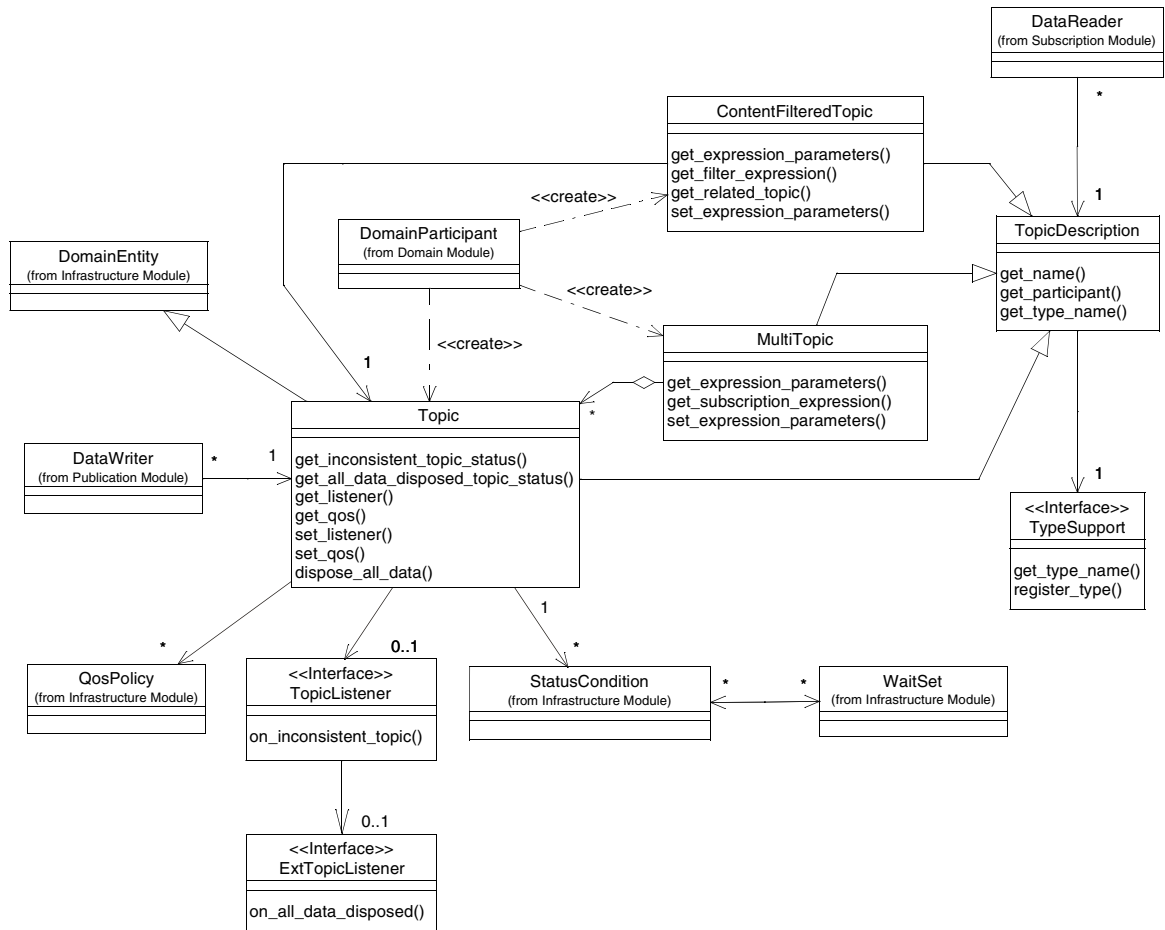 DataReader
(from Subscription Module)
*
1
ContentFilteredTopic
get_expression_parameters()
get_filter_expression()
get_related_topic()
set_expression_parameters()
<<create>>
DomainParticipant
(from Domain Module)
TopicDescription
get_name()
get_participant()
get_type_name()
DomainEntity
(from Infrastructure Module)
<<create>>
<<create>>
MultiTopic
get_expression_parameters()
get_subscription_expression()
set_expression_parameters()
1
*
Topic
get_inconsistent_topic_status()
get_all_data_disposed_topic_status()
get_listener()
get_qos()
set_listener()
set_qos()
dispose_all_data()
DataWriter
(from Publication Module)
*
1
1
<<Interface>>
TypeSupport
get_type_name()
register_type()
*
0..1
1
*
QosPolicy
(from Infrastructure Module)
<<Interface>>
TopicListener
on_inconsistent_topic()
StatusCondition
(from Infrastructure Module)
*
*
WaitSet
(from Infrastructure Module)
0..1
<<Interface>>
ExtTopicListener
on_all_data_disposed()